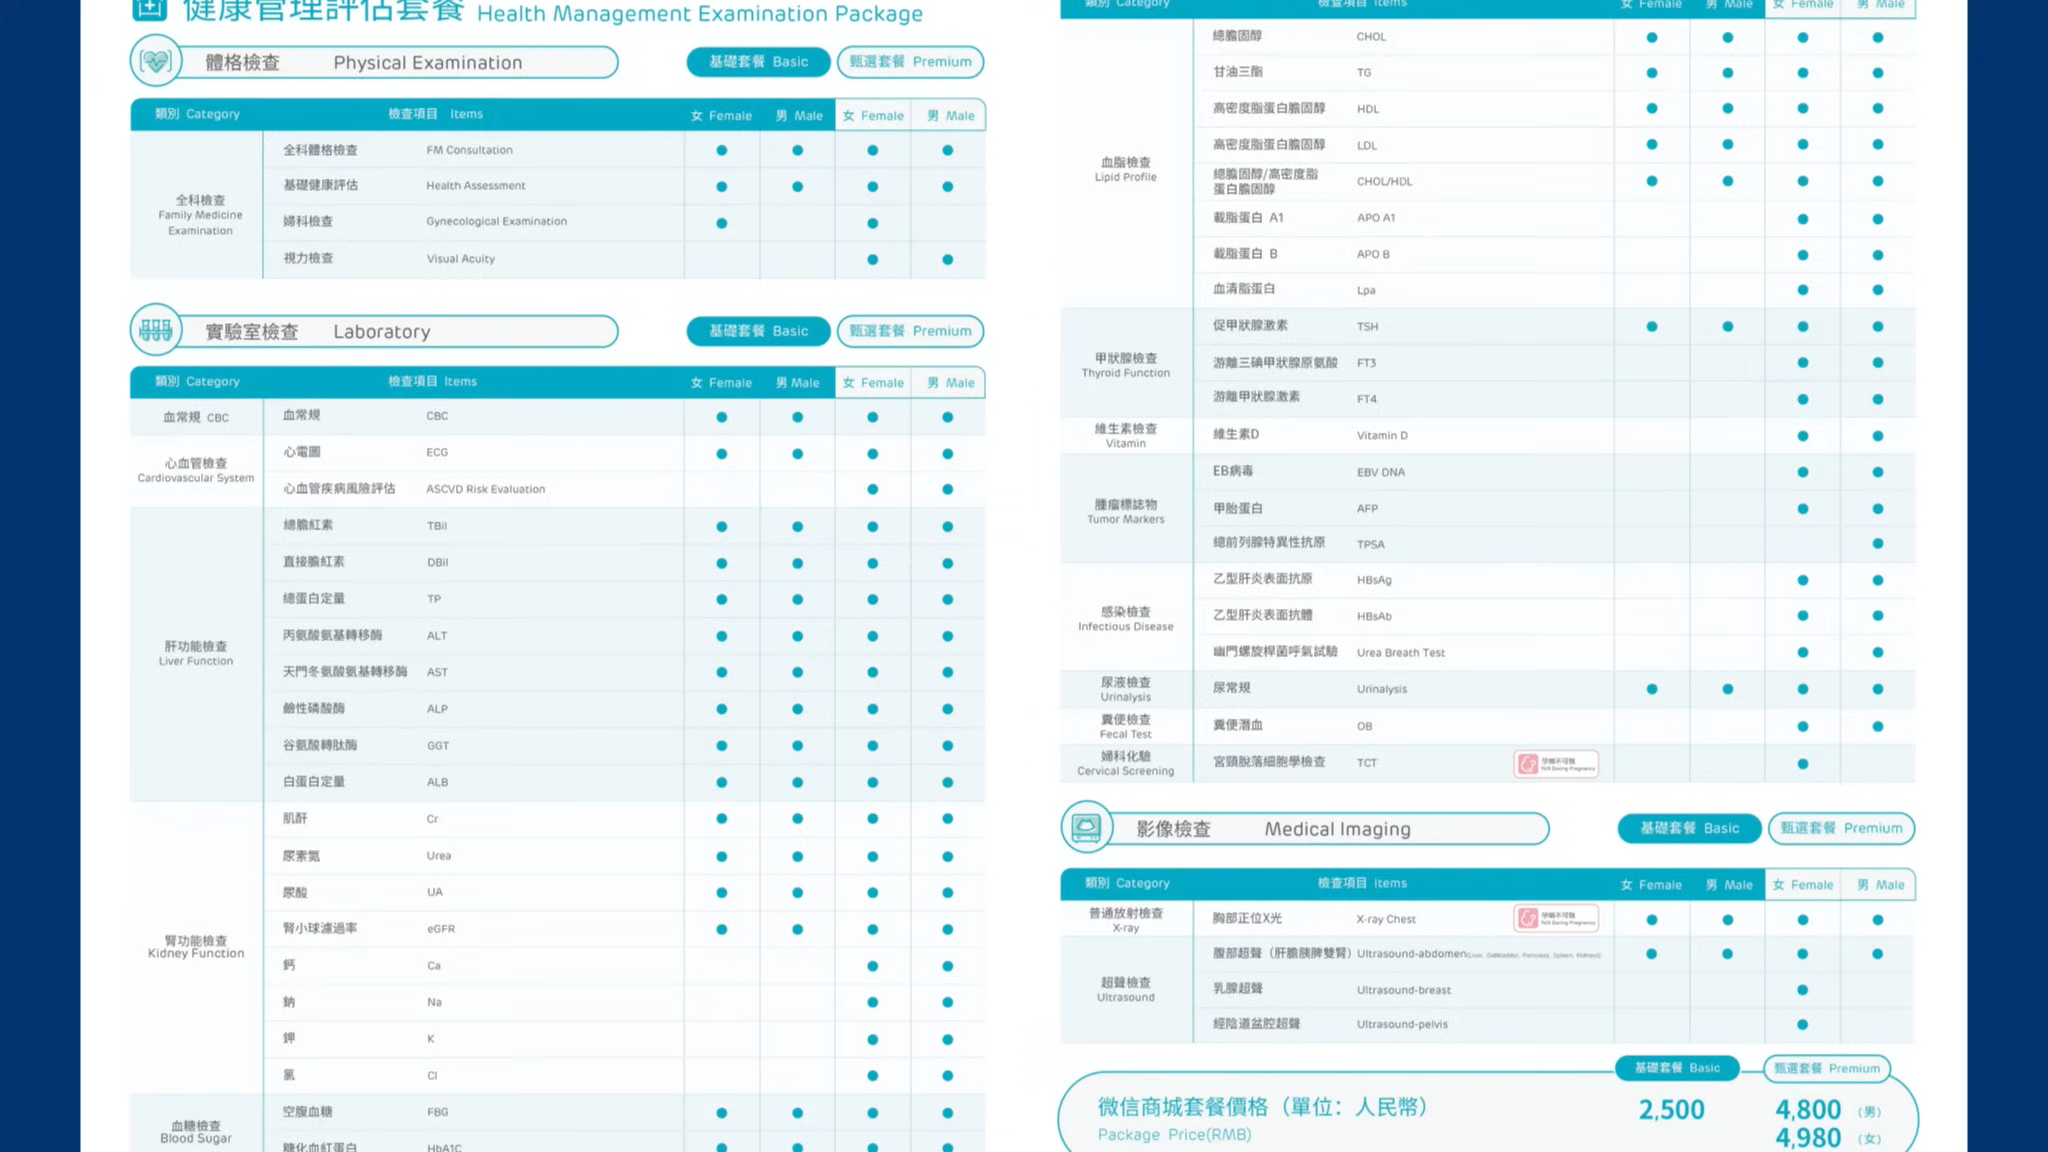 健康管理評估套餐 Health Management Examination Package
體格檢查 Physical Examination
基礎套餐 Basic 甄選套餐 Premium
類別 Category 檢查項目 Items 女 Female 男 Male 女 Female 男 Male
全科檢查
Family Medicine
Examination
全科體格檢查 FM Consultation
基礎健康評估 Health Assessment
婦科檢查 Gynecological Examination
視力檢查 Visual Acuity
實驗室檢查 Laboratory
基礎套餐 Basic 甄選套餐 Premium
類別 Category 檢查項目 Items 女 Female 男 Male 女 Female 男 Male
血常規 CBC
血常規 CBC
心血管檢查
Cardiovascular System
心電圖 ECG
心血管疾病風險評估 ASCVD Risk Evaluation
肝功能檢查
Liver Function
總膽紅素 TBil
直接膽紅素 DBil
總蛋白定量 TP
丙氨酸氨基轉移酶 ALT
天門冬氨酸氨基轉移酶 AST
鹼性磷酸酶 ALP
谷氨酸轉肽酶 GGT
白蛋白定量 ALB
腎功能檢查
Kidney Function
肌酐 Cr
尿素氮 Urea
尿酸 UA
腎小球濾過率 eGFR
鈣 Ca
鈉 Na
鉀 K
氯 Cl
血糖檢查
Blood Sugar
空腹血糖 FBG
糖化血紅蛋白 HbA1C
類別 Category 檢查項目 Items 女 Female 男 Male 女 Female 男 Male
血脂檢查
Lipid Profile
總膽固醇 CHOL
甘油三酯 TG
高密度脂蛋白膽固醇 HDL
高密度脂蛋白膽固醇 LDL
總膽固醇/高密度脂
蛋白膽固醇 CHOL/HDL
載脂蛋白 A1 APO A1
載脂蛋白 B APO B
血清脂蛋白 Lpa
甲狀腺檢查
Thyroid Function
促甲狀腺激素 TSH
游離三碘甲狀腺原氨酸 FT3
游離甲狀腺激素 FT4
維生素檢查
Vitamin
維生素D Vitamin D
腫瘤標誌物
Tumor Markers
EB病毒 EBV DNA
甲胎蛋白 AFP
總前列腺特異性抗原 TPSA
感染檢查
Infectious Disease
乙型肝炎表面抗原 HBsAg
乙型肝炎表面抗體 HBsAb
幽門螺旋桿菌呼氣試驗 Urea Breath Test
尿液檢查
Urinalysis
尿常規 Urinalysis
糞便檢查
Fecal Test
糞便潛血 OB
婦科化驗
Cervical Screening
宮頸脫落細胞學檢查 TCT
影像檢查 Medical Imaging
基礎套餐 Basic 甄選套餐 Premium
類別 Category 檢查項目 Items 女 Female 男 Male 女 Female 男 Male
普通放射檢查
X-ray
胸部正位X光 X-ray Chest
超聲檢查
Ultrasound
腹部超聲（肝膽胰脾雙腎） Ultrasound-abdomen(Liver, Gallbladder, Pancreas, Spleen, Kidneys)
乳腺超聲 Ultrasound-breast
經陰道盆腔超聲 Ultrasound-pelvis
基礎套餐 Basic 甄選套餐 Premium
微信商城套餐價格（單位：人民幣）
Package Price(RMB)
2,500
4,800（男）
4,980（女）